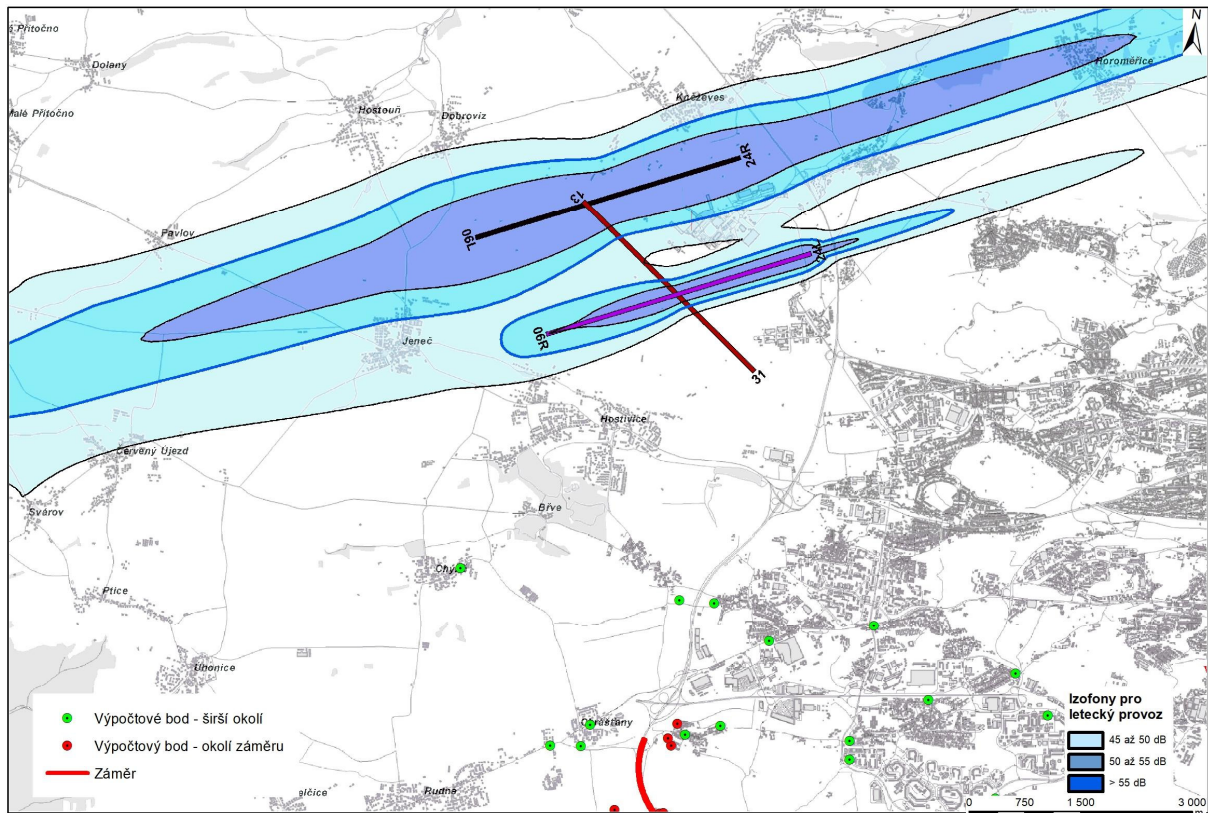 Přítočno
N
Dolany
Horoměřice
Hostouň
Kněževes
Malé Přítočno
Dobrovíz
24R
13
06L
Pavlov
24L
06R
Jeneč
31
Hostivice
Červený Újezd
Svárov
Břve
Chýně
Ptice
Úhonice
Výpočtové bod - širší okolí
Chrášťany
Izofony pro
letecký provoz
Výpočtový bod - okolí záměru
45 až 50 dB
Záměr
50 až 55 dB
Rudná
> 55 dB
0 750 1 500 3 000
m